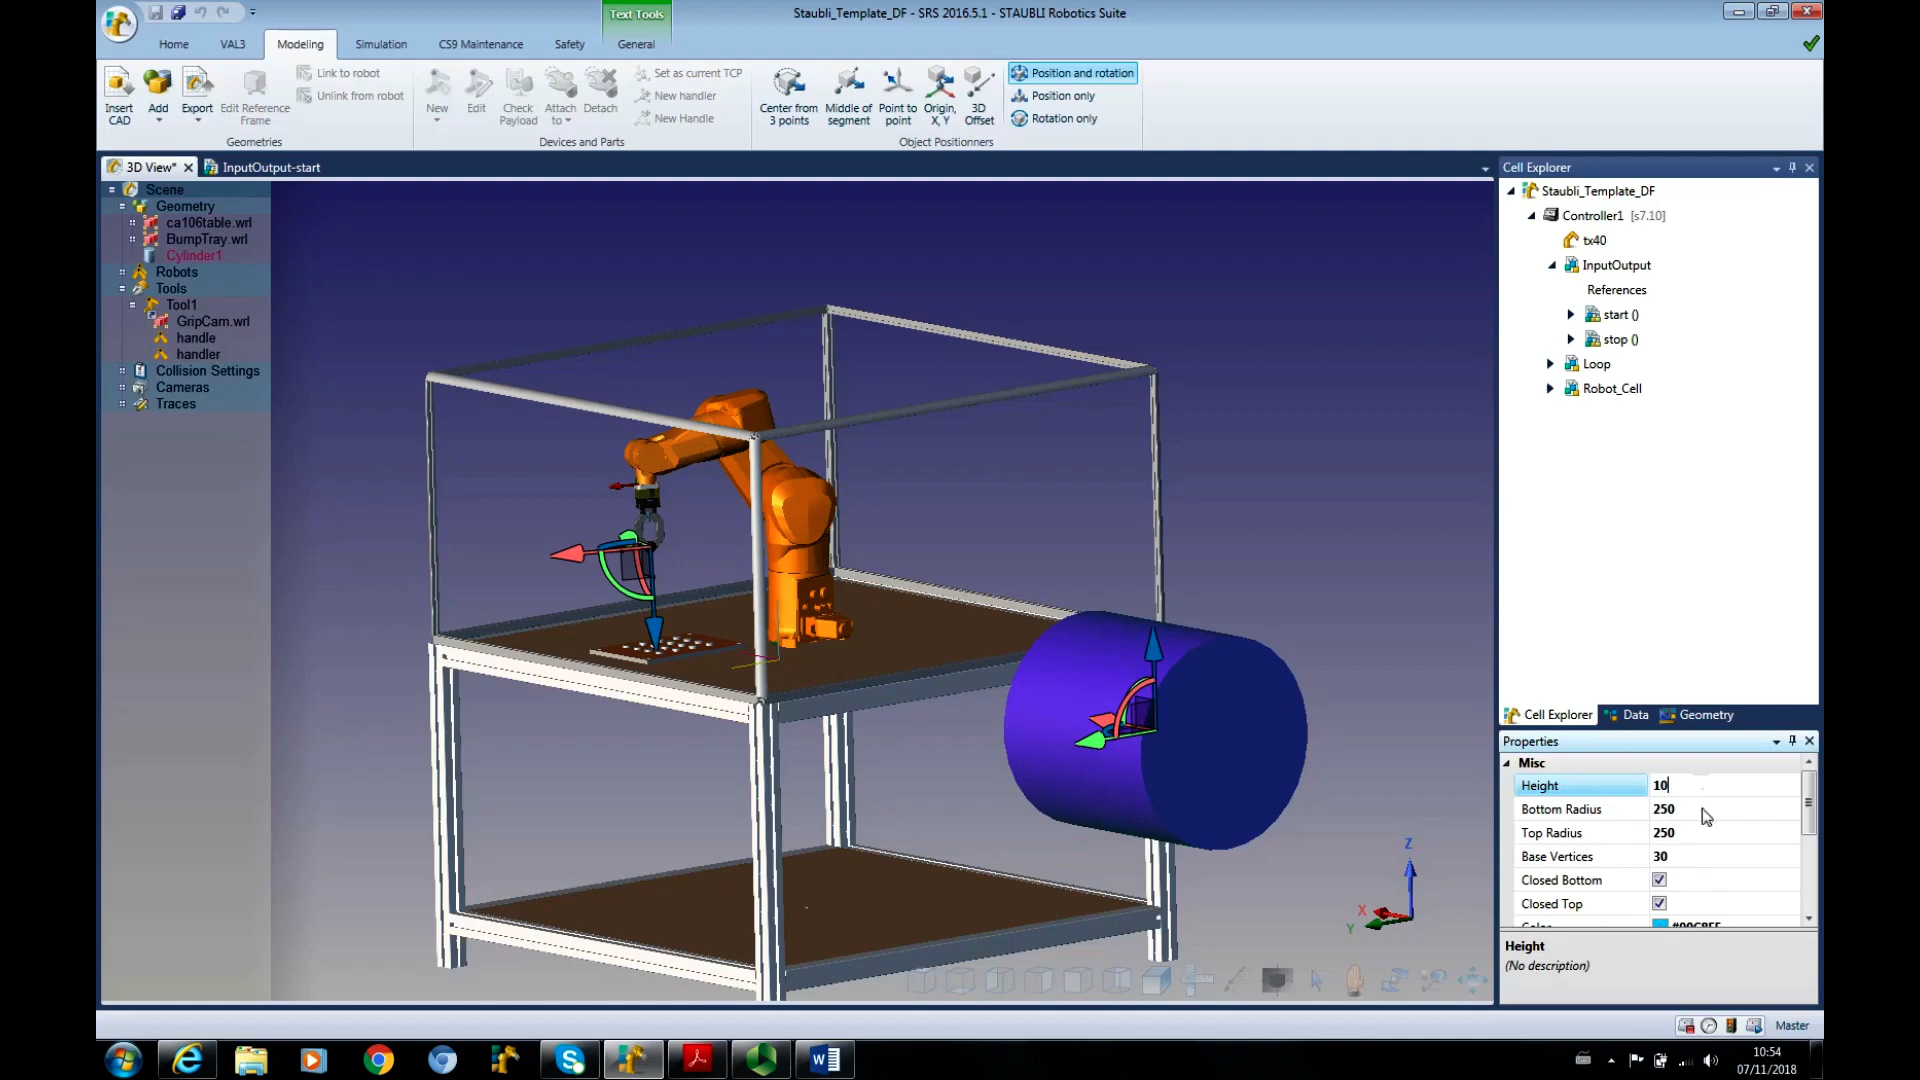 Text Tools
Staubli_Template_DF - SRS 2016.5.1 - STAUBLI Robotics Suite
Home VAL3 Modeling Simulation CS9 Maintenance Safety General
Insert CAD
Add
Export
Edit Reference Frame
Link to robot
Unlink from robot
Geometries
New
Edit
Check Payload
Attach to
Detach
Set as current TCP
New handler
New Handle
Devices and Parts
Center from 3 points
Middle of segment
Point to point
Origin, X, Y
3D Offset
Position and rotation
Position only
Rotation only
Object Positionners
3D View* InputOutput-start
Scene
Geometry
ca106table.wrl
BumpTray.wrl
Cylinder1
Robots
Tools
Tool1
GripCam.wrl
handle
handler
Collision Settings
Cameras
Traces
Z
X
Y
Cell Explorer
Staubli_Template_DF
Controller1 [s7.10]
tx40
InputOutput
References
start ()
stop ()
Loop
Robot_Cell
Cell Explorer Data Geometry
Properties
Misc
Height 10
Bottom Radius 250
Top Radius 250
Base Vertices 30
Closed Bottom
Closed Top
Height
(No description)
Master
10:54
07/11/2018